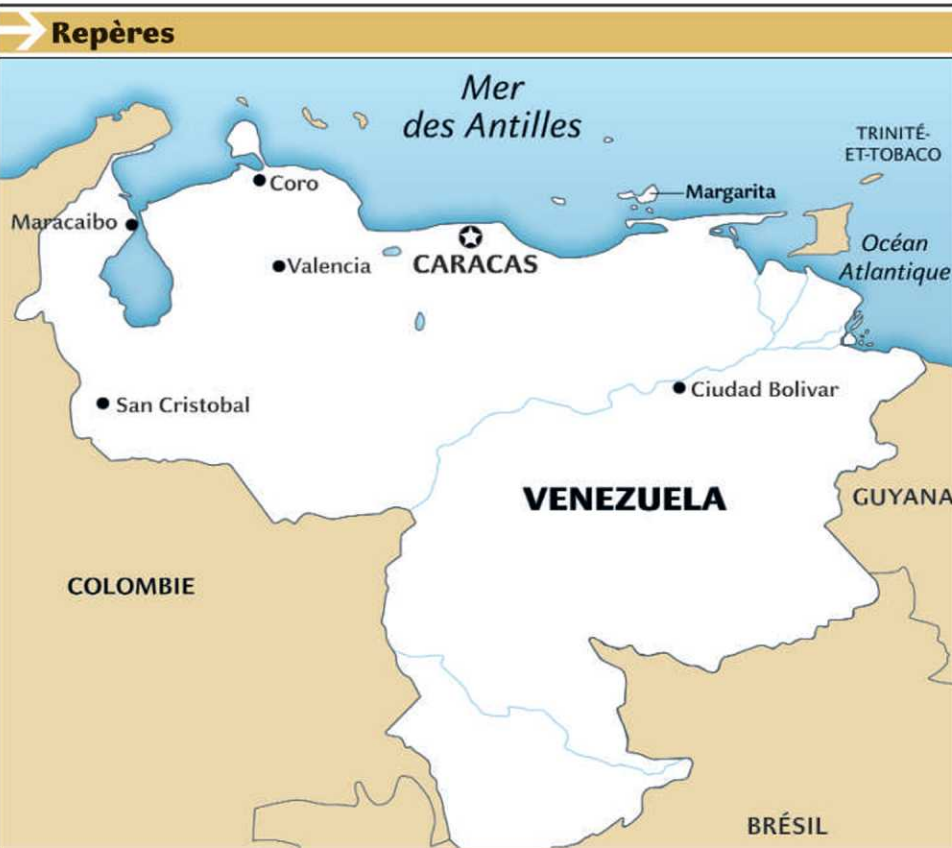 Repères
Mer
des Antilles
TRINITÉ-
ET-TOBACO
Coro
Margarita
Maracaibo
Océan
Atlantique
Valencia
CARACAS
San Cristobal
Ciudad Bolivar
VENEZUELA
GUYANA
COLOMBIE
BRÉSIL